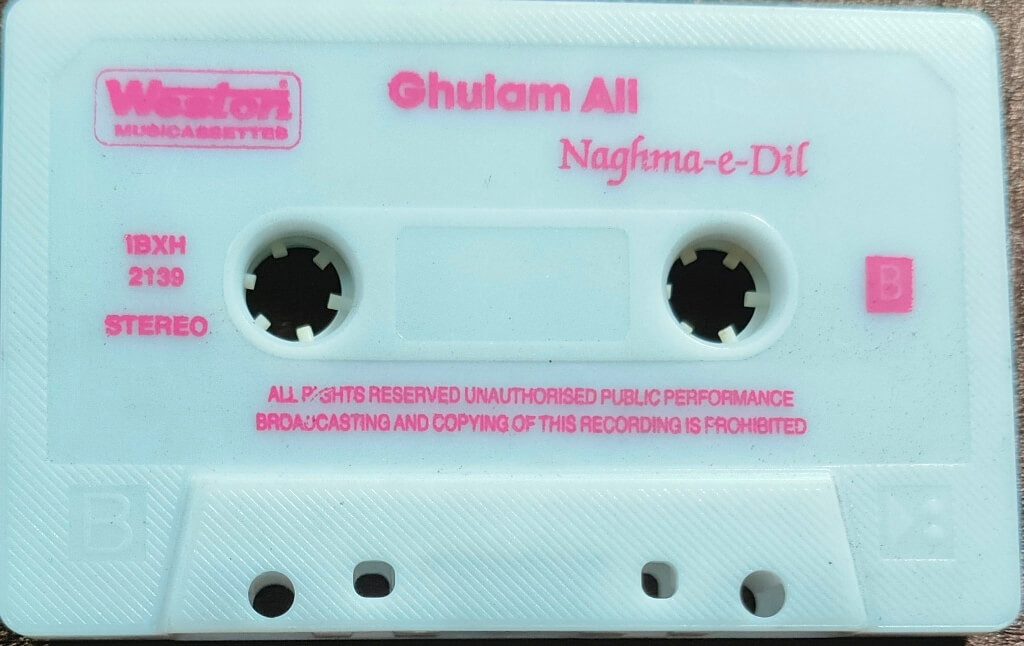 Weston
MUSICASSETTES
Ghulam Ali
Naghma-e-Dil
IBXH
2139
STEREO
B
ALL RIGHTS RESERVED UNAUTHORISED PUBLIC PERFORMANCE
BROADCASTING AND COPYING OF THIS RECORDING IS PROHIBITED
B